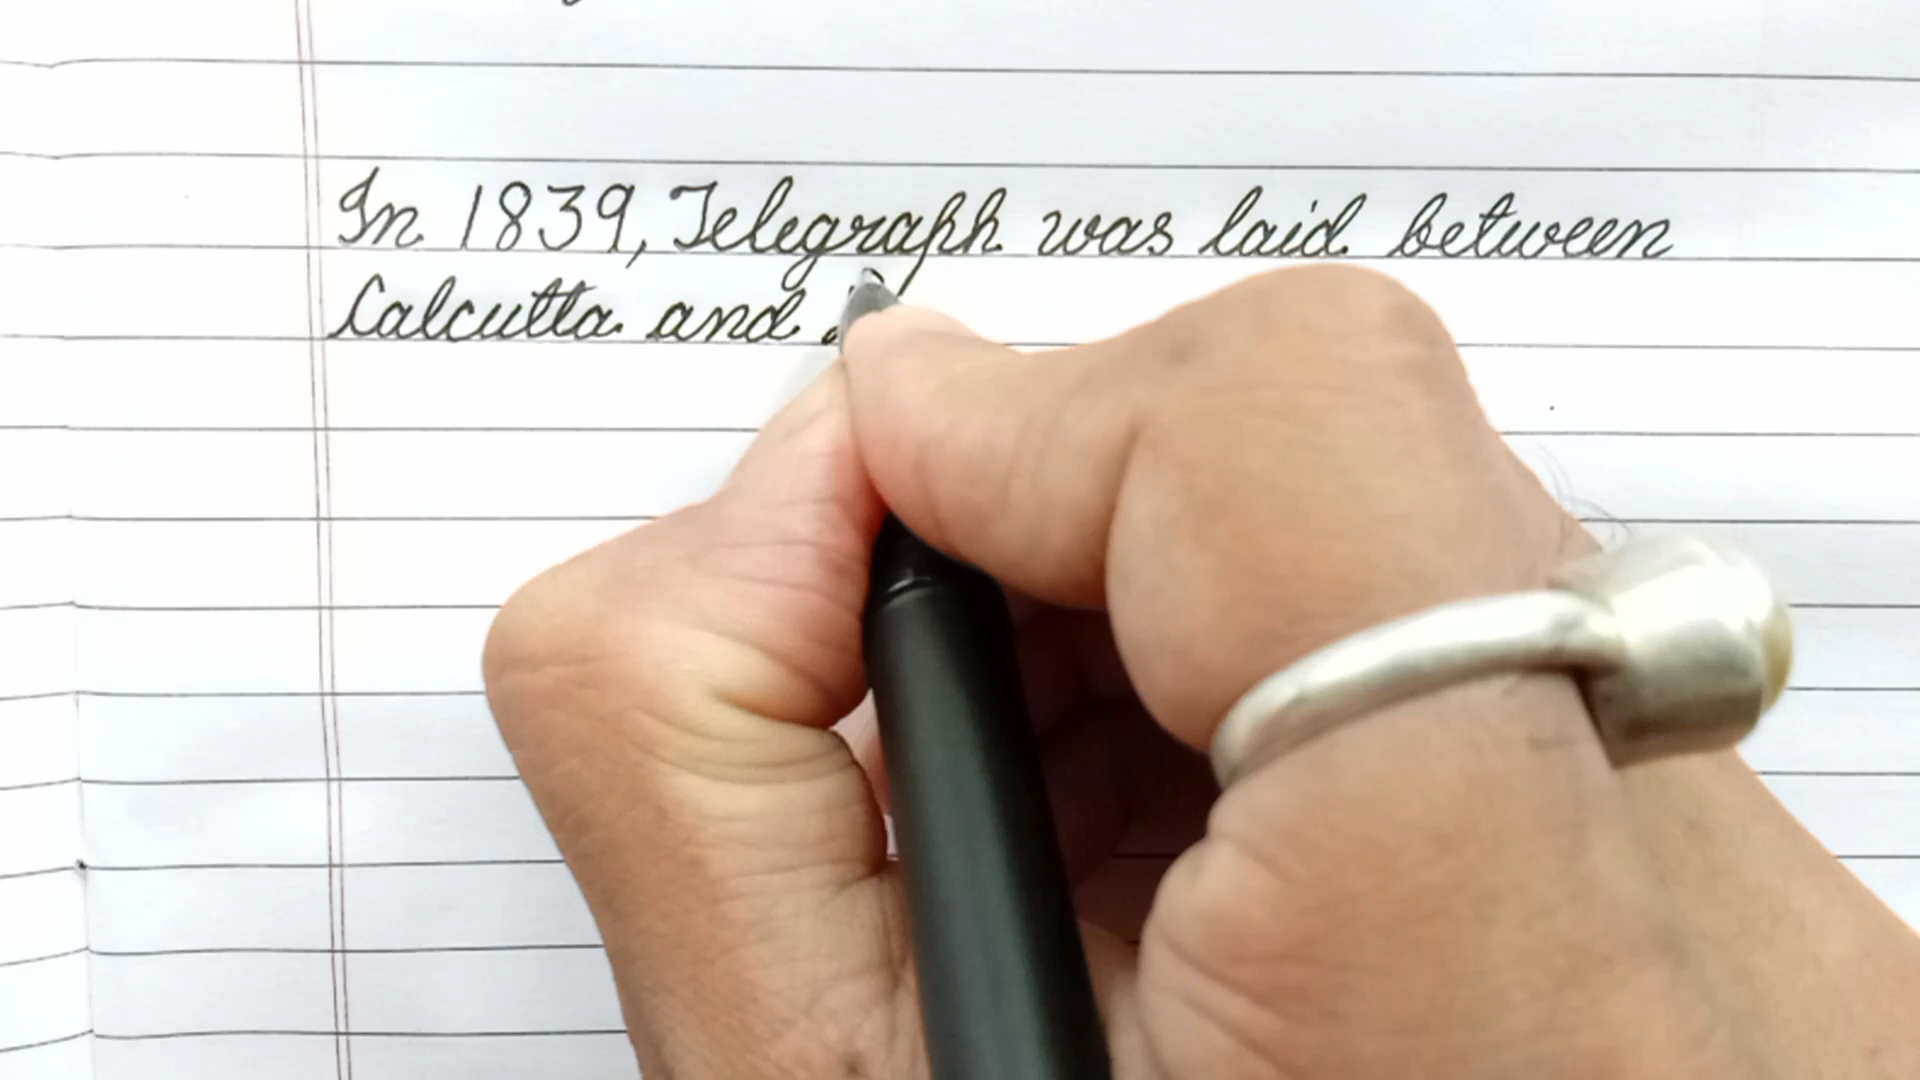 In 1839, Telegraph was laid between
Calcutta and